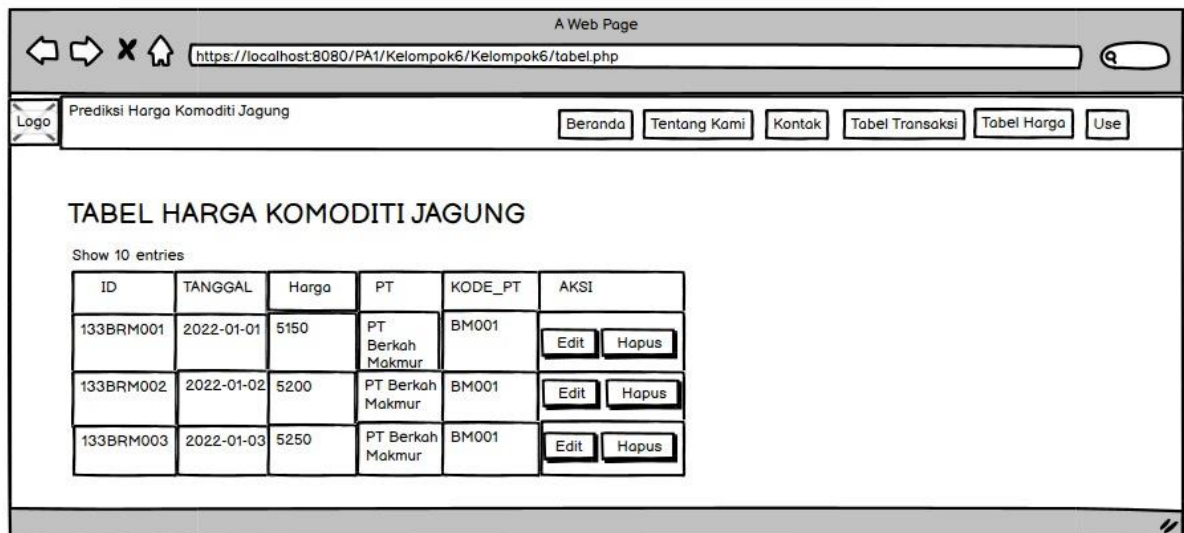 A Web Page
https://localhost:8080/PA1/Kelompok6/Kelompok6/tabel.php
Logo
Prediksi Harga Komoditi Jagung
Beranda Tentang Kami Kontak Tabel Transaksi Tabel Harga Use
TABEL HARGA KOMODITI JAGUNG
Show 10 entries
ID TANGGAL Harga PT KODE_PT AKSI
133BRM001 2022-01-01 5150 PT BM001
Berkah
Makmur
Edit Hapus
133BRM002 2022-01-02 5200 PT Berkah BM001
Makmur
Edit Hapus
133BRM003 2022-01-03 5250 PT Berkah BM001
Makmur
Edit Hapus